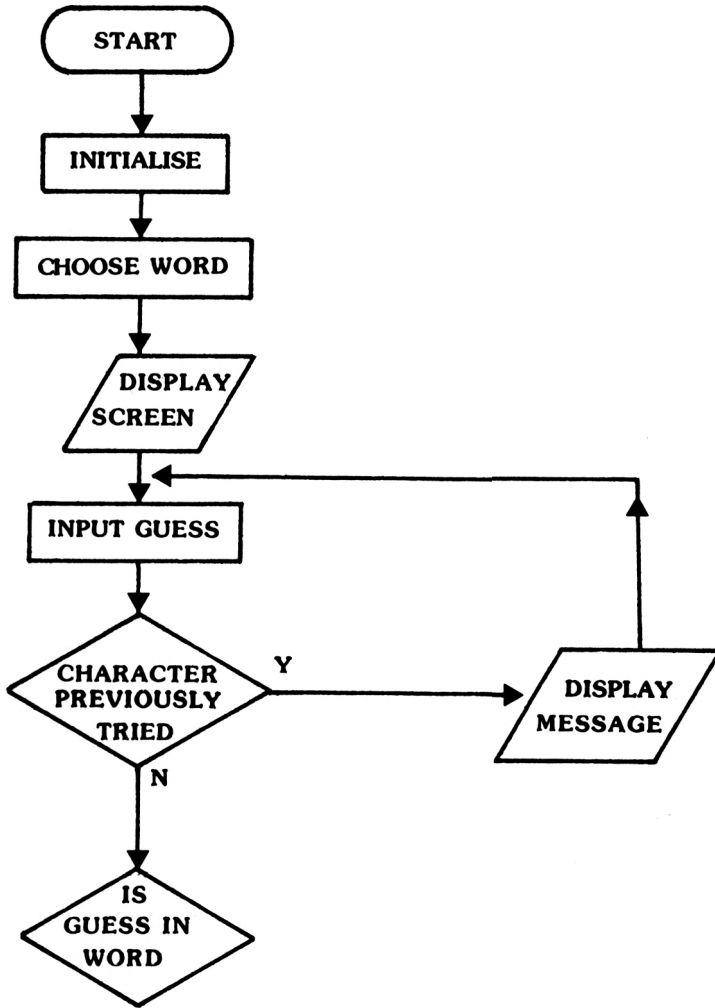 START
INITIALISE
CHOOSE WORD
DISPLAY
SCREEN
INPUT GUESS
CHARACTER
PREVIOUSLY
TRIED
Y
DISPLAY
MESSAGE
N
IS
GUESS IN
WORD